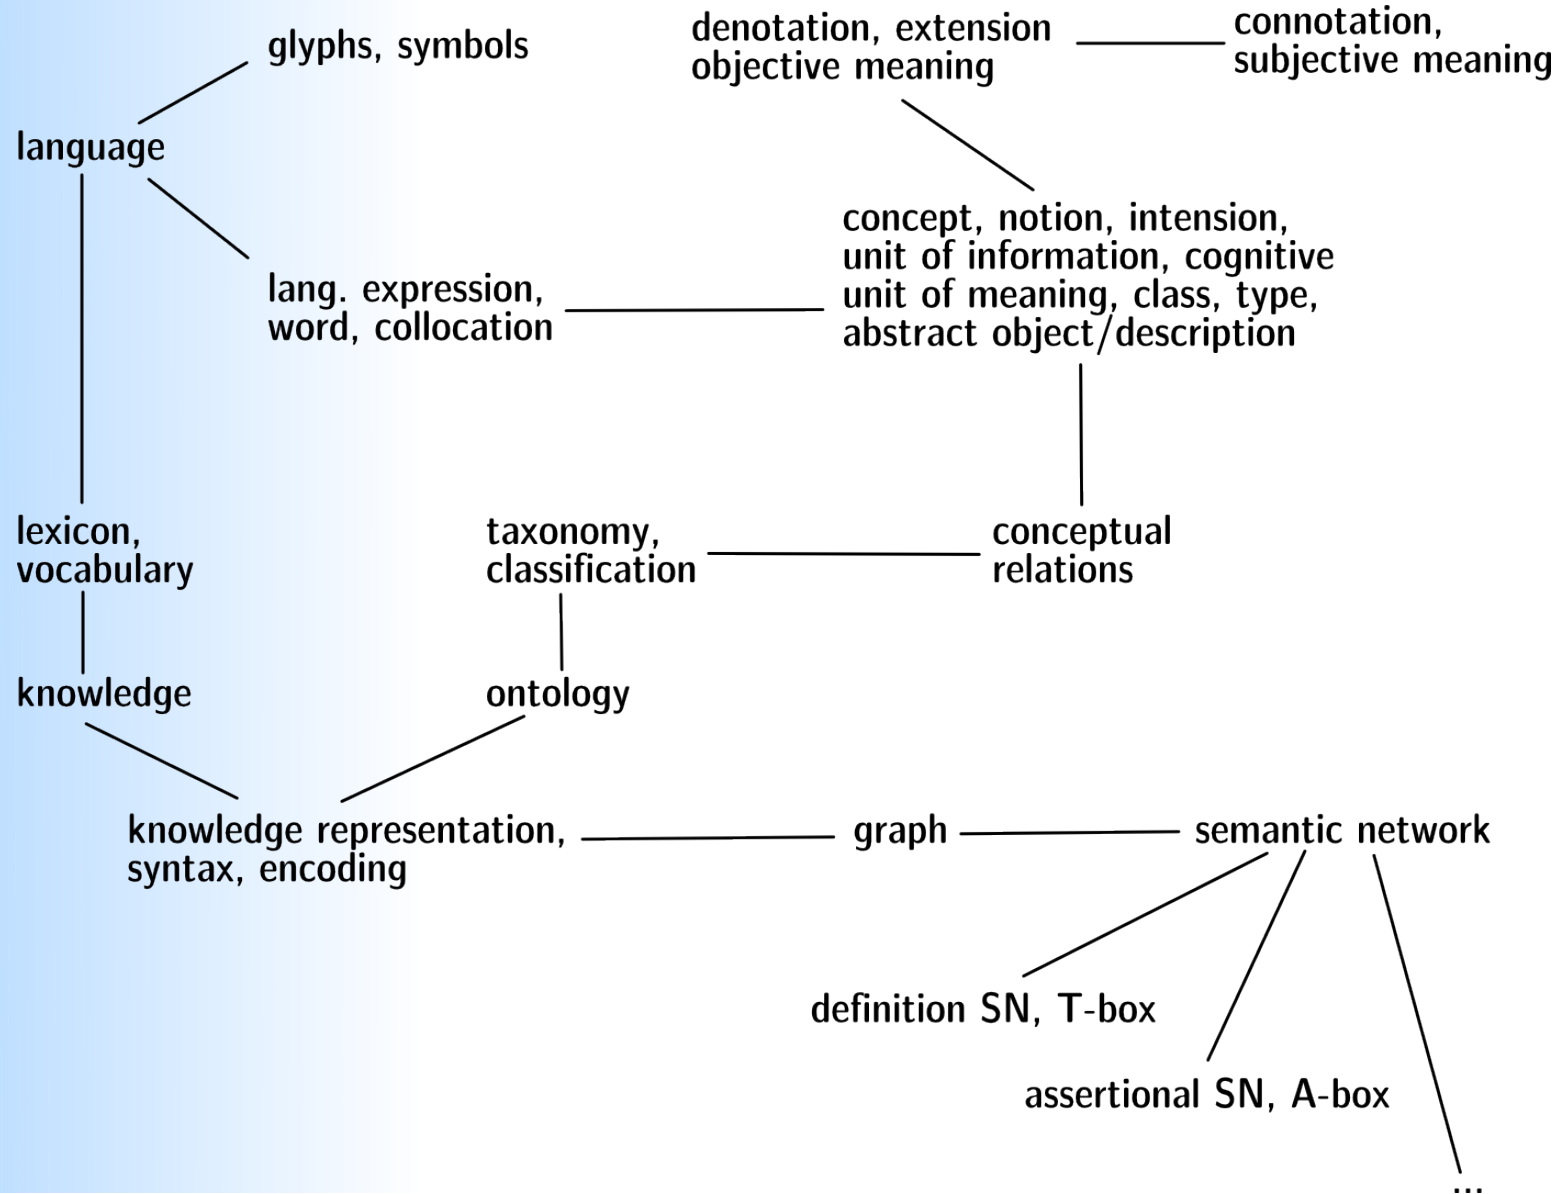 glyphs, symbols
denotation, extension
objective meaning
connotation,
subjective meaning
language
concept, notion, intension,
unit of information, cognitive
unit of meaning, class, type,
abstract object/description
lang. expression,
word, collocation
lexicon,
vocabulary
taxonomy,
classification
conceptual
relations
knowledge
ontology
knowledge representation,
syntax, encoding
graph
semantic network
definition SN, T-box
assertional SN, A-box
...